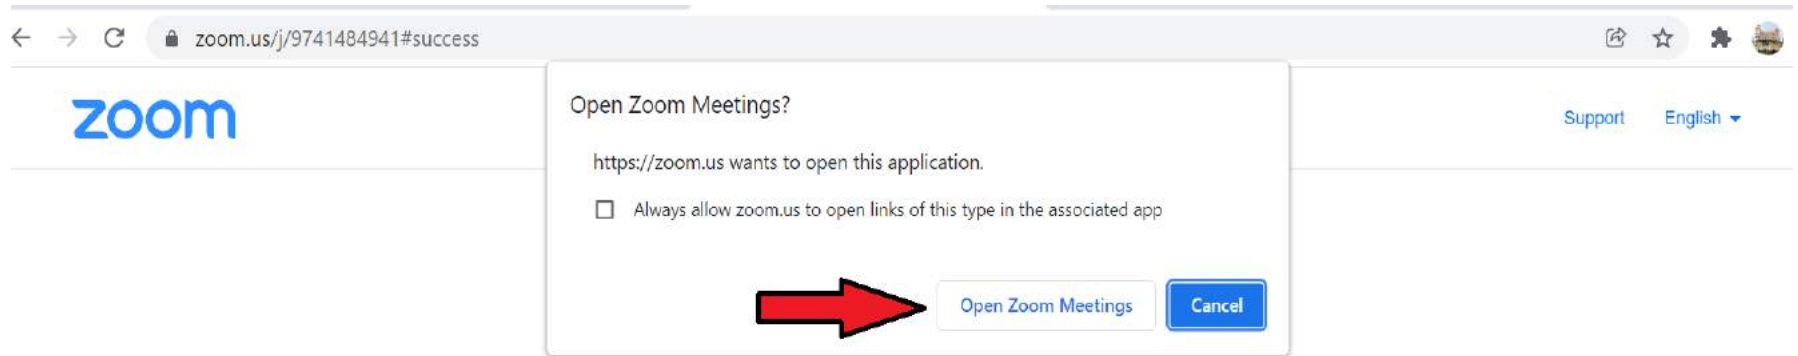 zoom.us/j/9741484941#success
zoom
Support English
Open Zoom Meetings?
https://zoom.us wants to open this application.
Always allow zoom.us to open links of this type in the associated app
Open Zoom Meetings Cancel